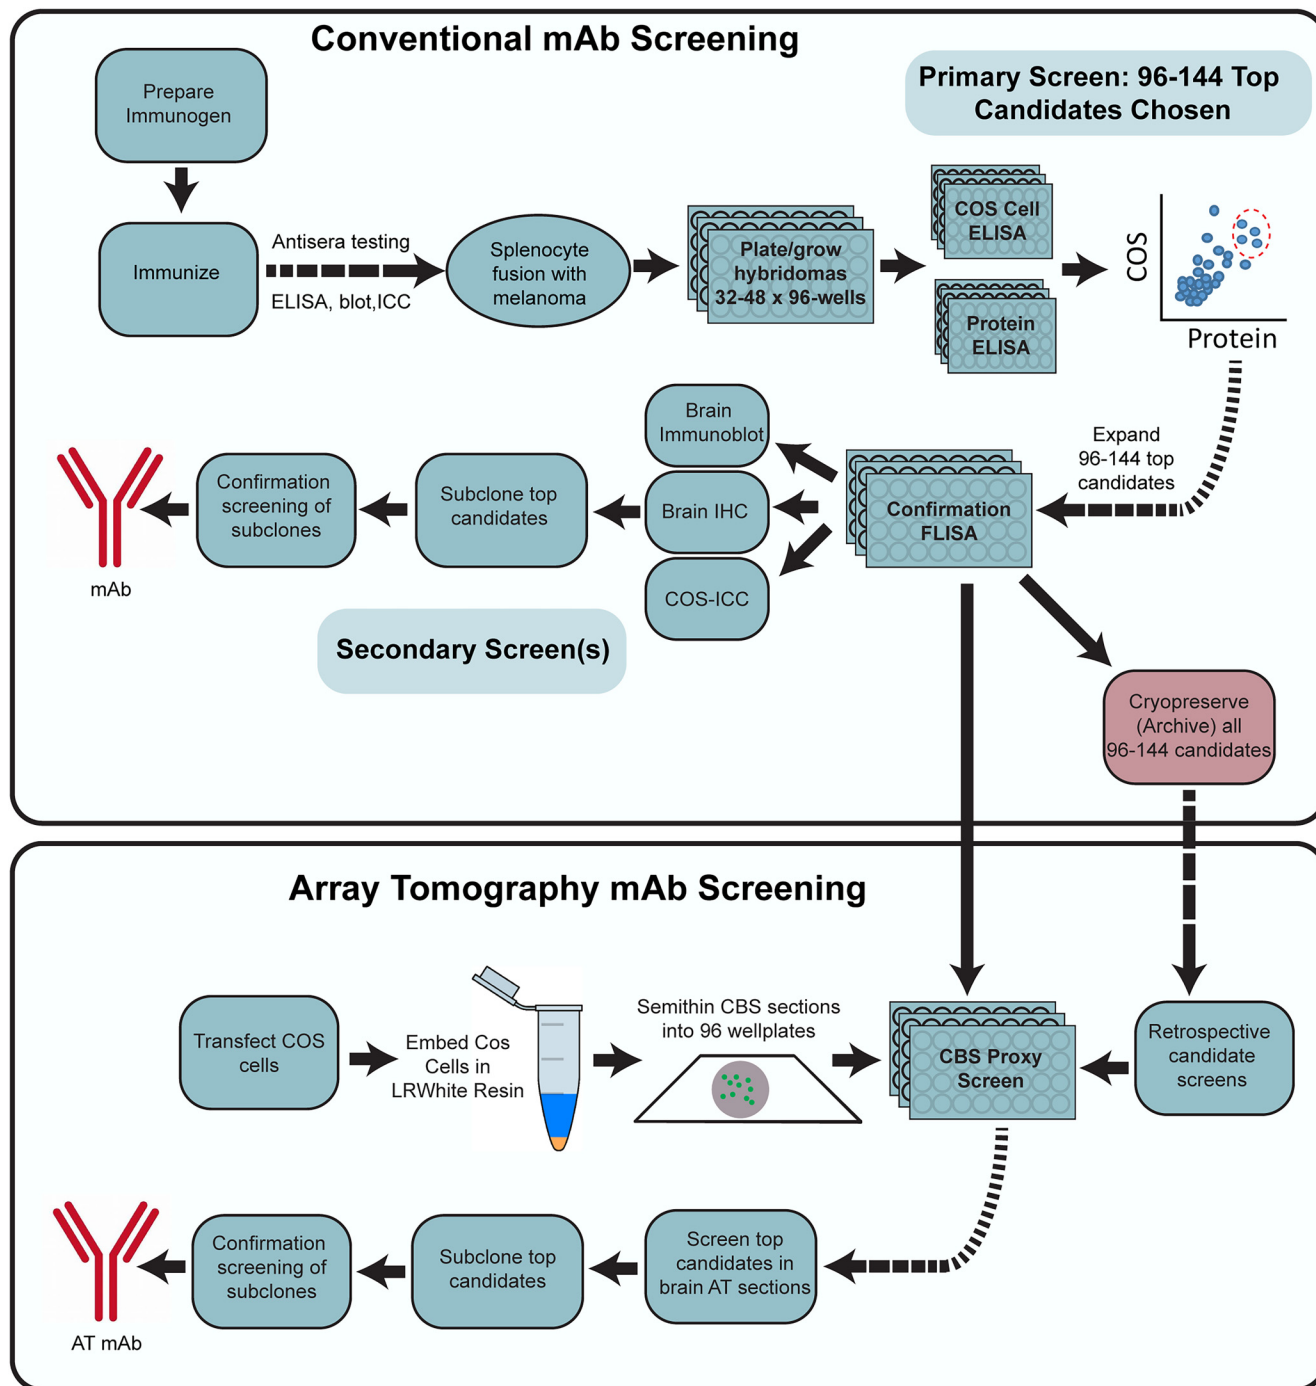 Conventional mAb Screening
Prepare
Immunogen
Primary Screen: 96-144 Top
Candidates Chosen
Immunize
Antisera testing
ELISA, blot,ICC
Splenocyte
fusion with
melanoma
Plate/grow
hybridomas
32-48 x 96-wells
COS Cell
ELISA
Protein
ELISA
COS
Protein
Expand
96-144 top
candidates
Confirmation
FLISA
Brain
Immunoblot
Brain IHC
COS-ICC
Subclone top
candidates
Confirmation
screening of
subclones
mAb
Secondary Screen(s)
Cryopreserve
(Archive) all
96-144 candidates
Array Tomography mAb Screening
Transfect COS
cells
Embed Cos
Cells in
LRWhite Resin
Semithin CBS sections
into 96 wellplates
CBS Proxy
Screen
Retrospective
candidate
screens
Screen top
candidates in
brain AT sections
Subclone top
candidates
Confirmation
screening of
subclones
AT mAb